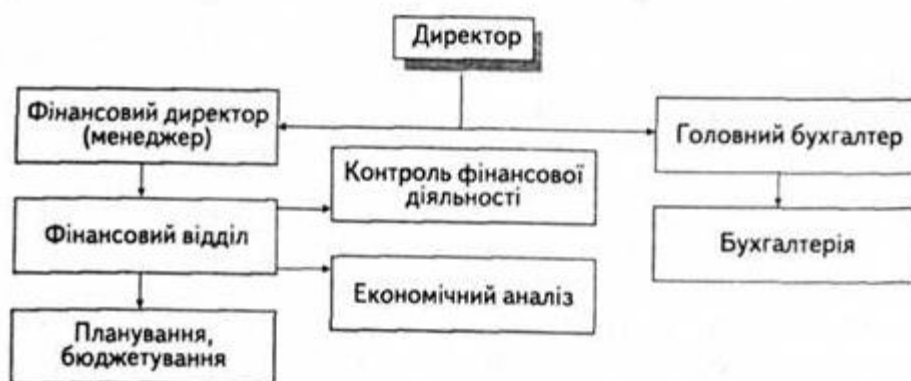 Директор
Фінансовий директор
(менеджер)
Головний бухгалтер
Контроль фінансової
діяльності
Фінансовий відділ
Бухгалтерія
Економічний аналіз
Планування,
бюджетування